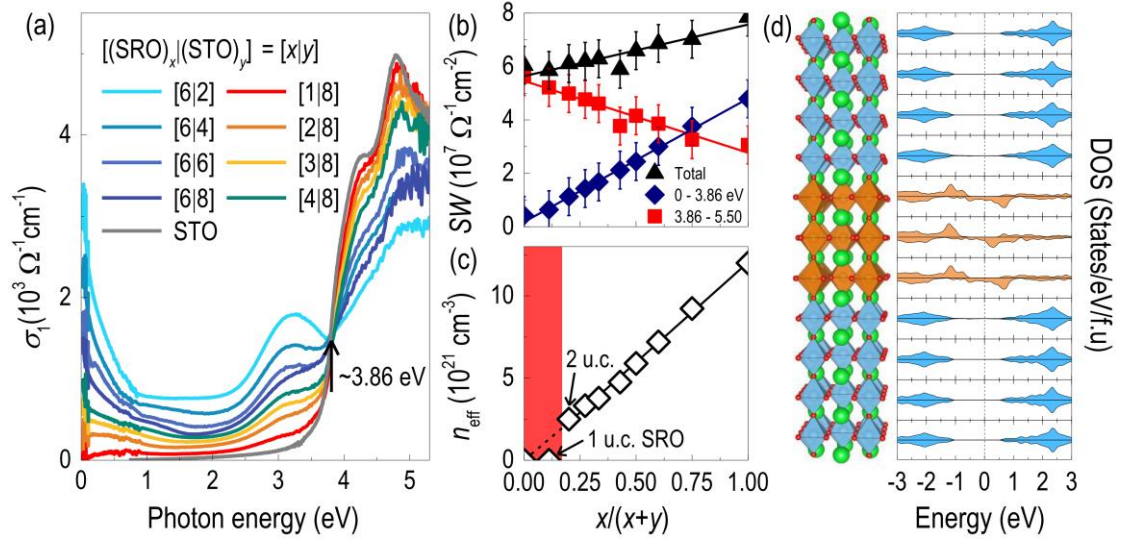 (a)
[(SRO)x|(STO)y] = [x|y]
[6|2] [1|8]
[6|4] [2|8]
[6|6] [3|8]
[6|8] [4|8]
STO
~3.86 eV
σ1(10³ Ω⁻¹cm⁻¹)
4
2
0
0 1 2 3 4 5
Photon energy (eV)
(b)
SW (10⁷ Ω⁻¹cm⁻²)
8
6
4
2
0
Total
0 - 3.86 eV
3.86 - 5.50
(c)
neff (10²¹ cm⁻³)
10
5
0
2 u.c.
1 u.c. SRO
0.00 0.25 0.50 0.75 1.00
x/(x+y)
(d)
DOS (States/eV/f.u)
-3 -2 -1 0 1 2 3
Energy (eV)